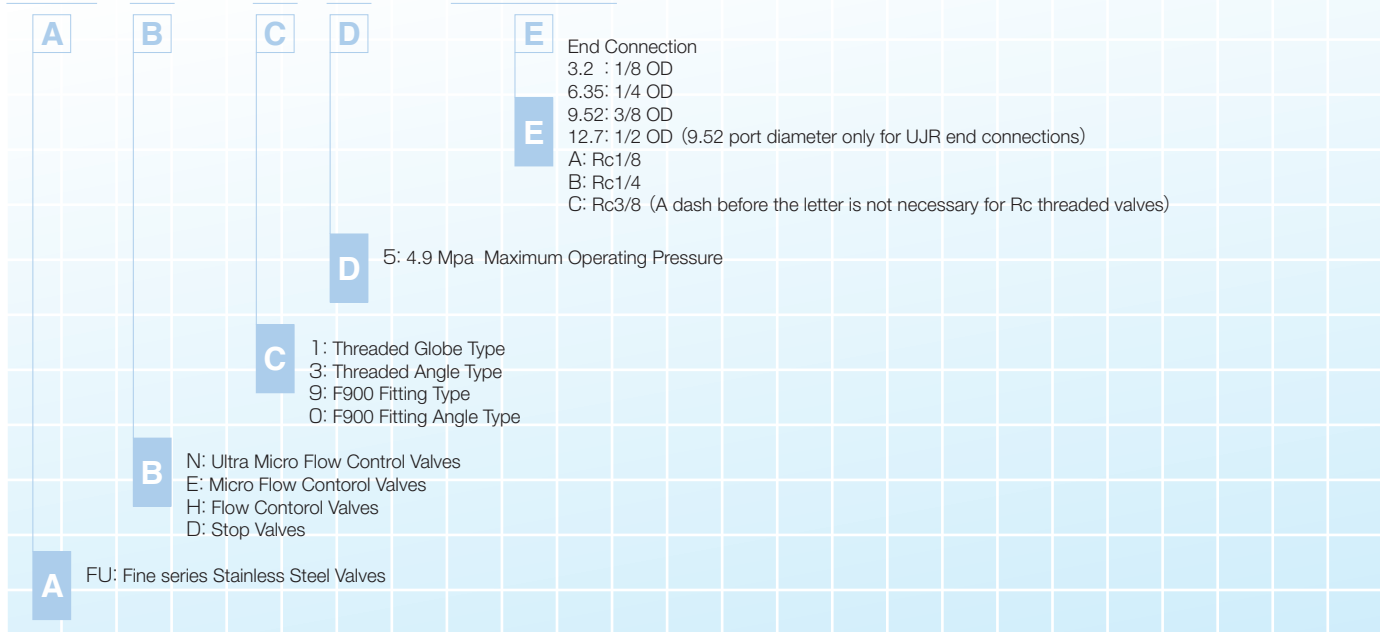 A B C D E
End Connection
3.2 : 1/8 OD
6.35: 1/4 OD
9.52: 3/8 OD
E
12.7: 1/2 OD (9.52 port diameter only for UJR end connections)
A: Rc1/8
B: Rc1/4
C: Rc3/8 (A dash before the letter is not necessary for Rc threaded valves)
D 5: 4.9 Mpa Maximum Operating Pressure
C
1: Threaded Globe Type
3: Threaded Angle Type
9: F900 Fitting Type
0: F900 Fitting Angle Type
B
N: Ultra Micro Flow Control Valves
E: Micro Flow Contorol Valves
H: Flow Contorol Valves
D: Stop Valves
A FU: Fine series Stainless Steel Valves